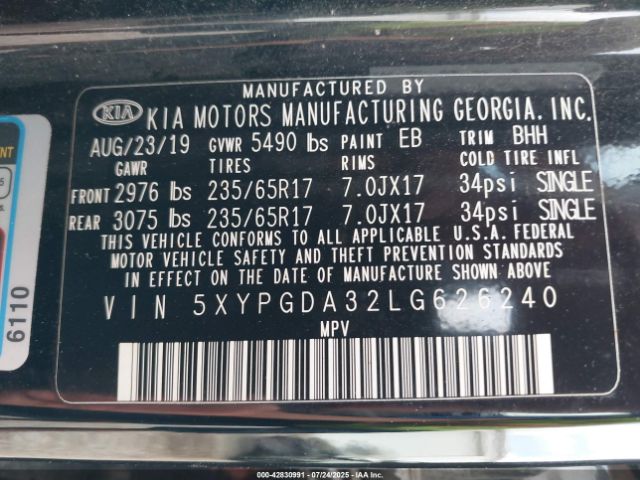 MANUFACTURED BY
KIA KIA MOTORS MANUFACTURING GEORGIA. INC.
AUG/23/19 GVWR 5490 lbs PAINT EB TRIM BHH
GAWR TIRES RIMS COLD TIRE INFL
FRONT 2976 lbs 235/65R17 7.0JX17 34psi SINGLE
REAR 3075 lbs 235/65R17 7.0JX17 34psi SINGLE
THIS VEHICLE CONFORMS TO ALL APPLICABLE U.S.A. FEDERAL
MOTOR VEHICLE SAFETY AND THEFT PREVENTION STANDARDS
IN EFFECT ON THE DATE OF MANUFACTURE SHOWN ABOVE.
VIN 5XYPGDA32LG626240
MPV
6110
000-42830991 - 07/24/2025 - IAA Inc.